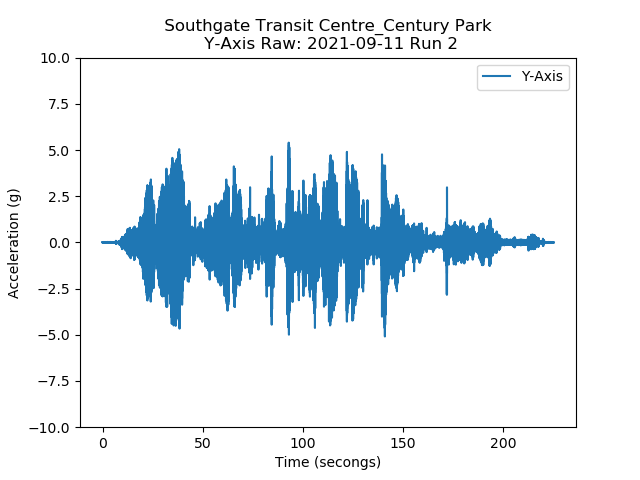 Southgate Transit Centre_Century Park
Y-Axis Raw: 2021-09-11 Run 2
Y-Axis
10.0
7.5
5.0
2.5
0.0
−2.5
−5.0
−7.5
−10.0
Acceleration (g)
0 50 100 150 200
Time (secongs)